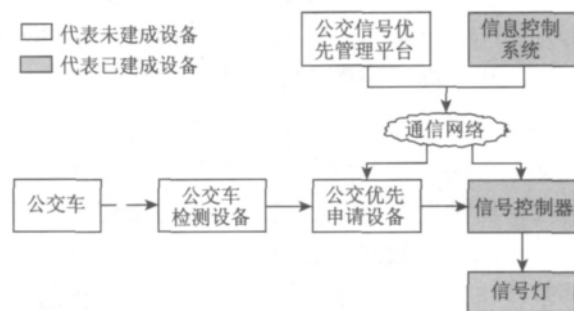 代表未建成设备
代表已建成设备
公交信号优
先管理平台
信息控制
系统
通信网络
公交车
公交车
检测设备
公交优先
申请设备
信号控制器
信号灯